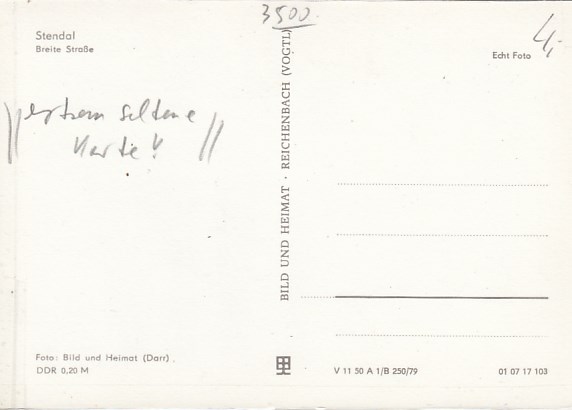 3500.
Stendal
Breite Straße
Echt Foto
4,-
extrem seltene
Karte!
BILD UND HEIMAT · REICHENBACH (VOGTL)
Foto: Bild und Heimat (Darr)
DDR 0,20 M
V 11 50 A 1/B 250/79
01 07 17 103